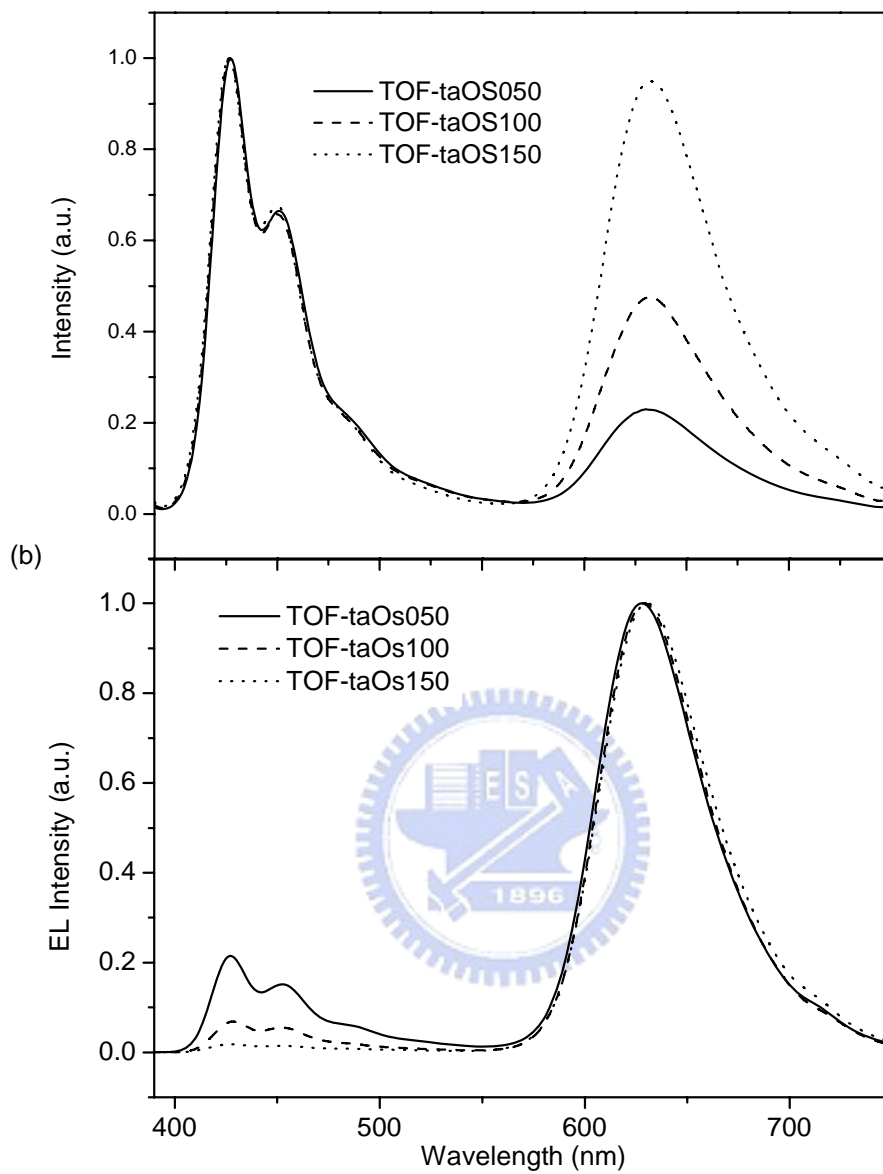 1.0
0.8
0.6
0.4
0.2
0.0
Intensity (a.u.)
TOF-taOS050
TOF-taOS100
TOF-taOS150
(b)
1.0
0.8
0.6
0.4
0.2
0.0
EL Intensity (a.u.)
TOF-taOs050
TOF-taOs100
TOF-taOs150
E S A
1896
400 500 600 700
Wavelength (nm)